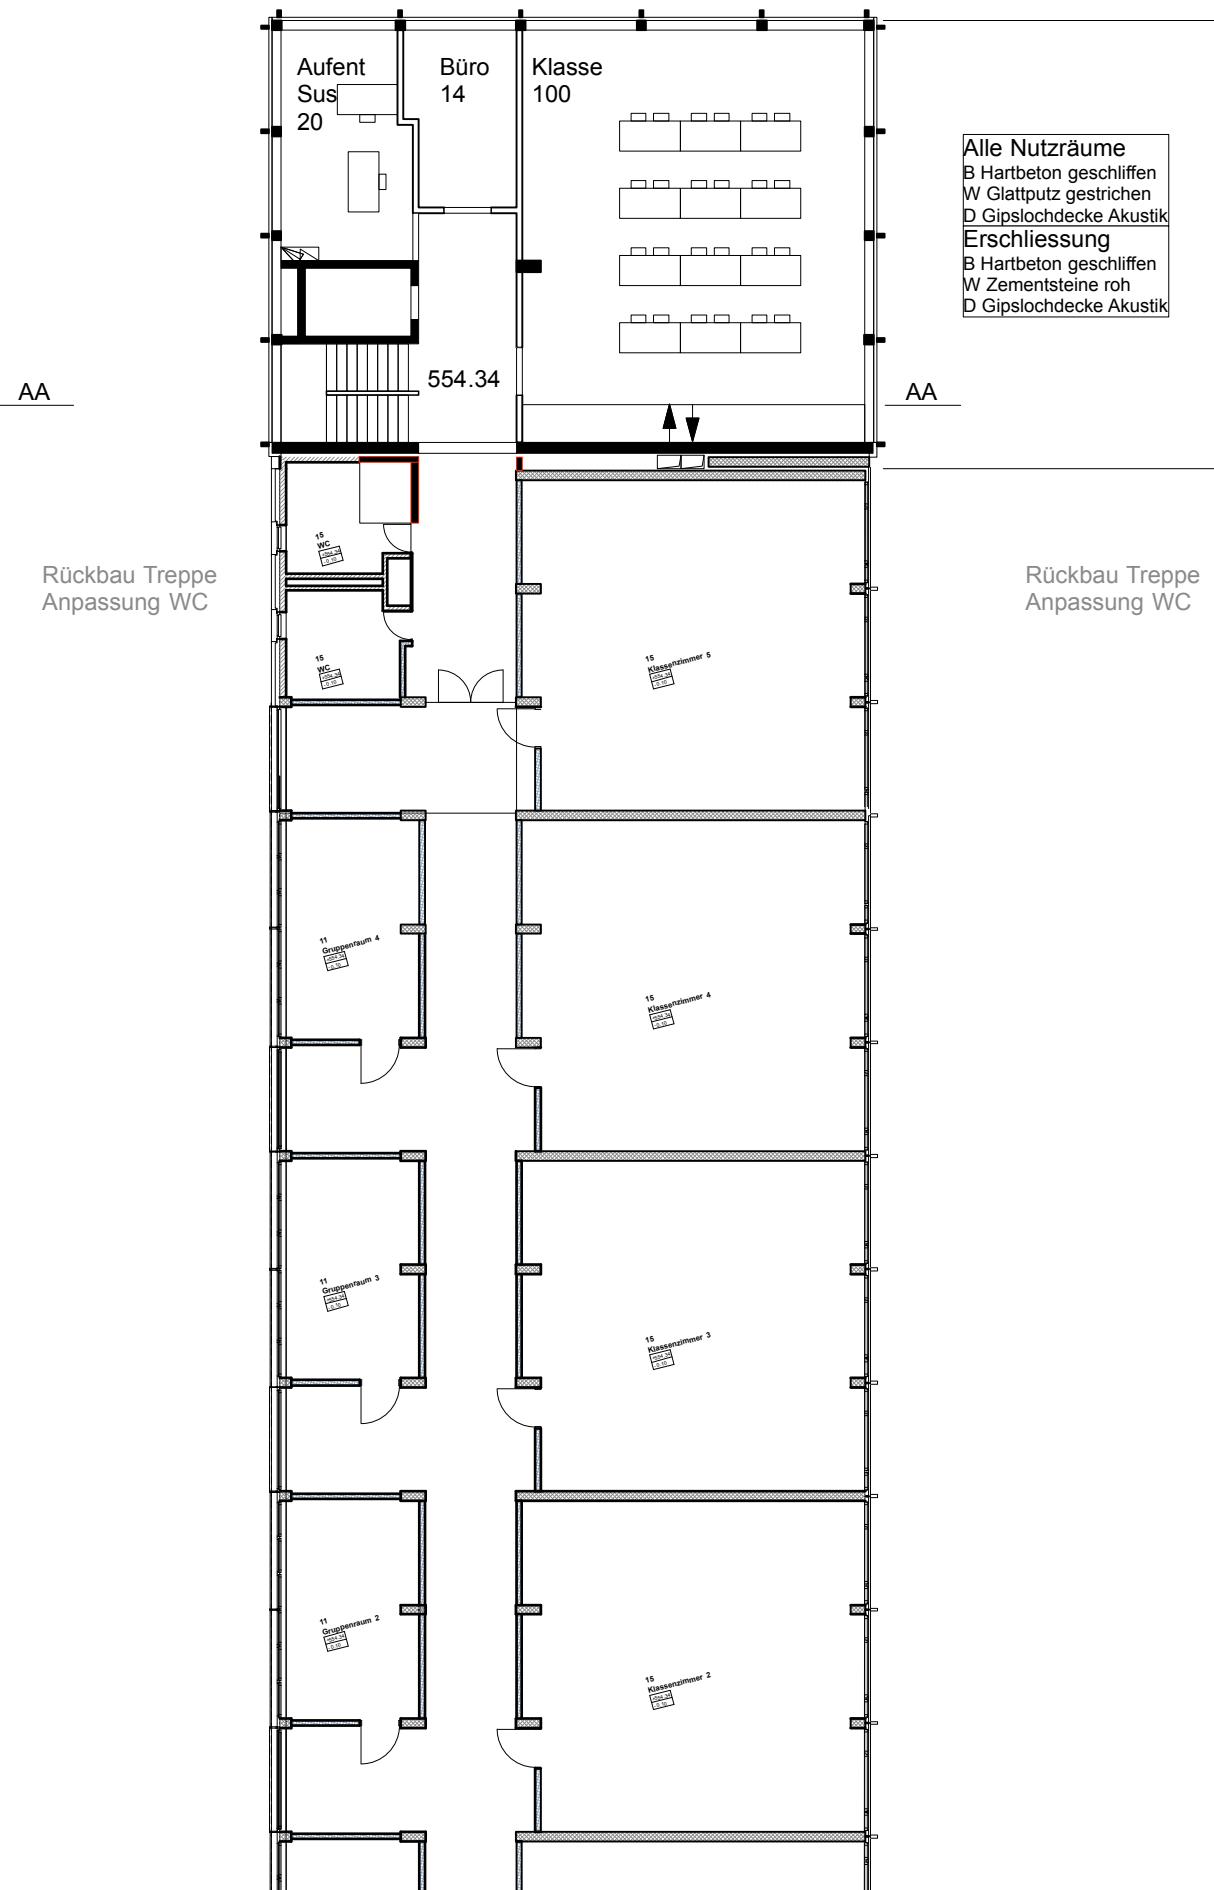 Aufent
Sus
20
Büro
14
Klasse
100
Alle Nutzräume
B Hartbeton geschliffen
W Glattputz gestrichen
D Gipslochdecke Akustik
Erschliessung
B Hartbeton geschliffen
W Zementsteine roh
D Gipslochdecke Akustik
554.34
AA
AA
Rückbau Treppe
Anpassung WC
Rückbau Treppe
Anpassung WC
15
WC
15
WC
15
Klassenzimmer 5
11
Gruppenraum 4
15
Klassenzimmer 4
11
Gruppenraum 3
15
Klassenzimmer 3
11
Gruppenraum 2
15
Klassenzimmer 2